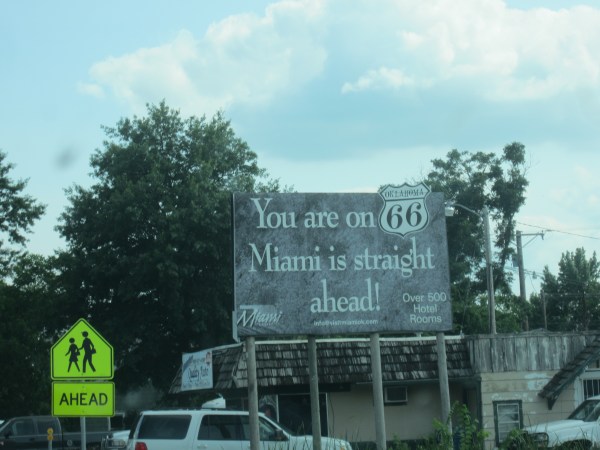 You are on
OKLAHOMA
66
Miami is straight
ahead!
Over 500
Hotel
Rooms
Miami
AHEAD